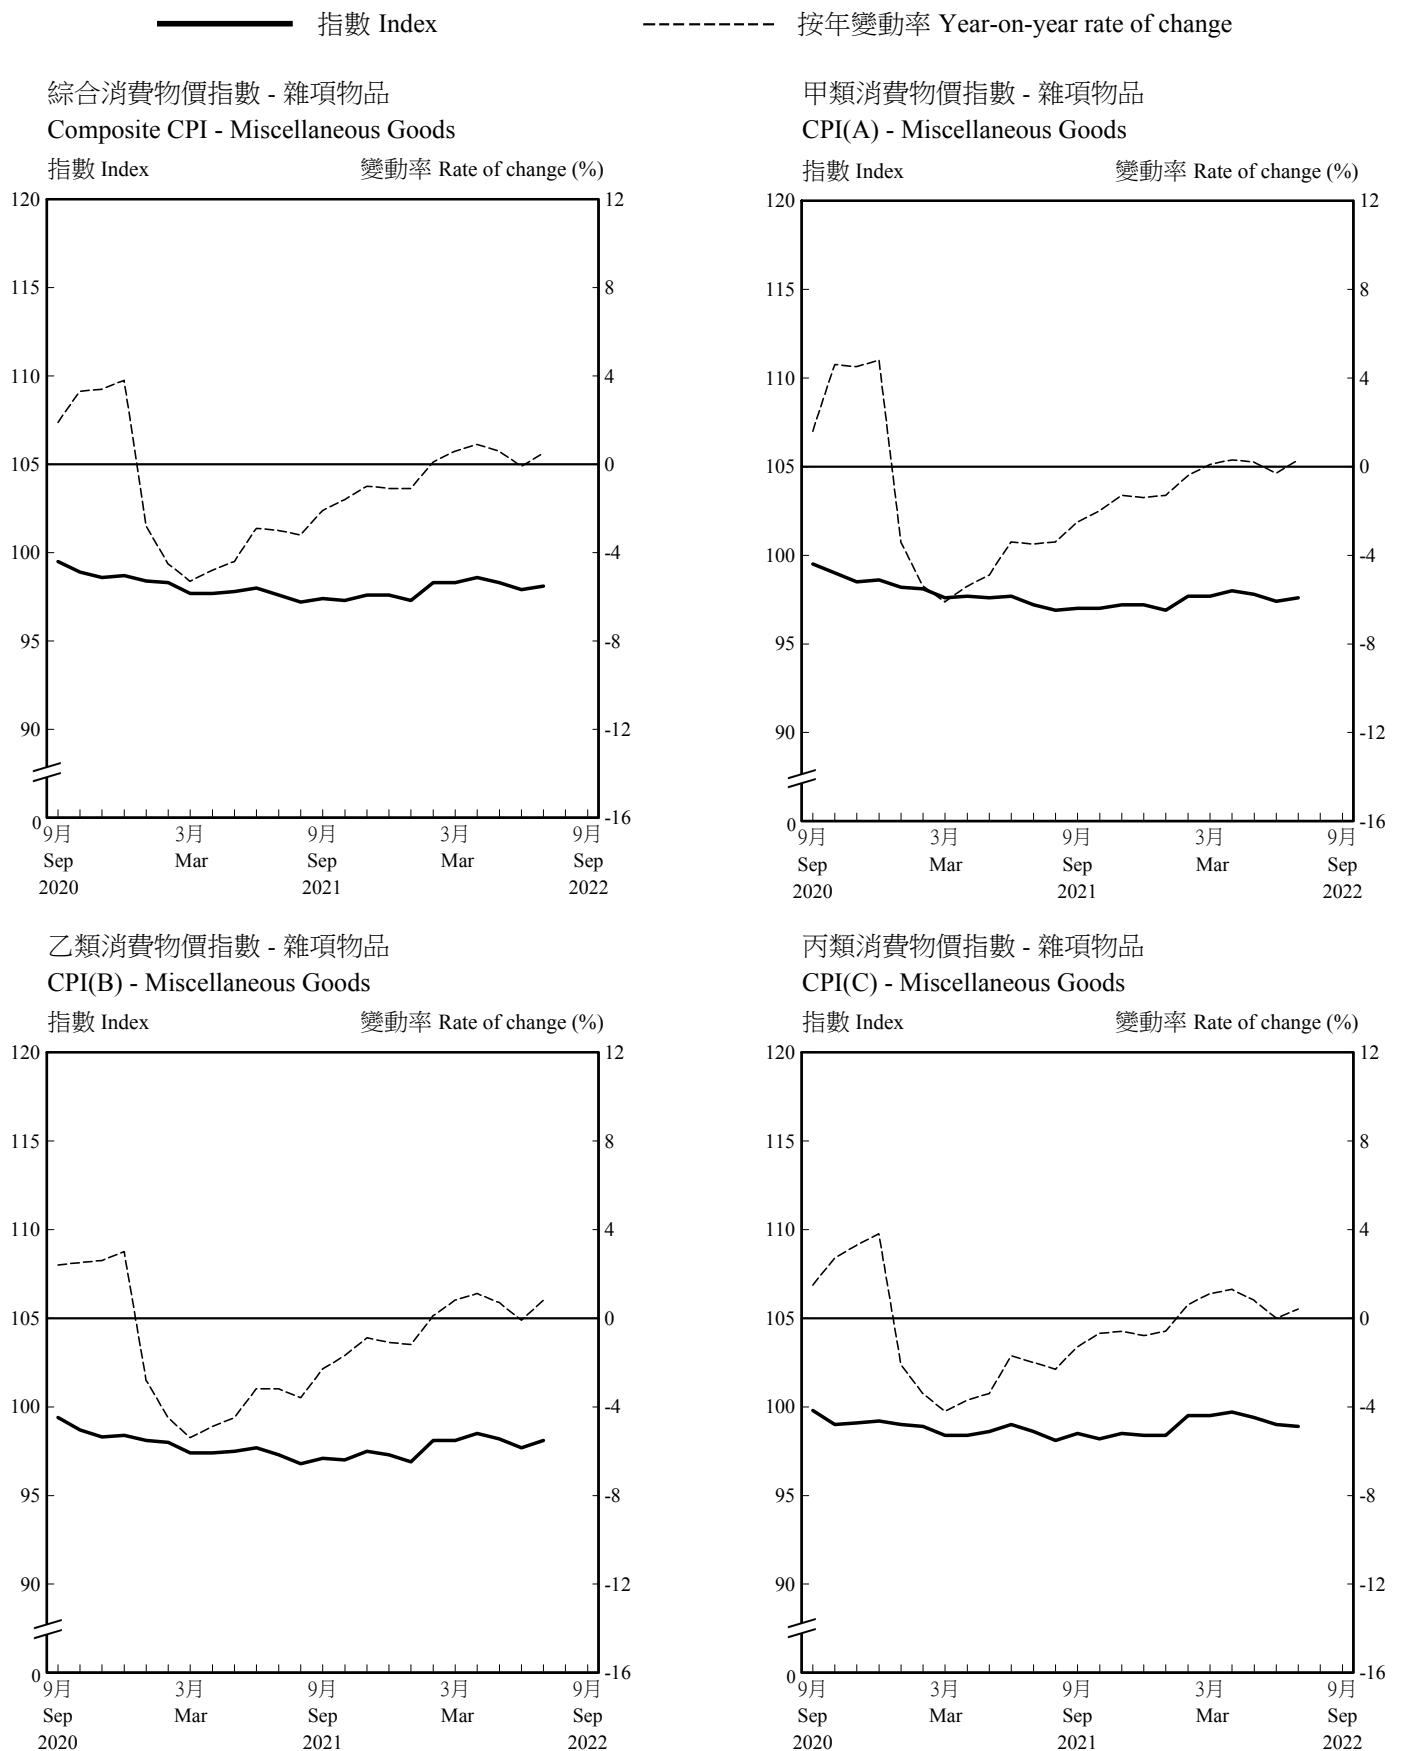 指數 Index
按年變動率 Year-on-year rate of change
綜合消費物價指數 - 雜項物品
Composite CPI - Miscellaneous Goods
指數 Index
變動率 Rate of change (%)
120
115
110
105
100
95
90
0
12
8
4
0
-4
-8
-12
-16
9月 3月 9月 3月 9月
Sep Mar Sep Mar Sep
2020 2021 2022
甲類消費物價指數 - 雜項物品
CPI(A) - Miscellaneous Goods
指數 Index
變動率 Rate of change (%)
120
115
110
105
100
95
90
0
12
8
4
0
-4
-8
-12
-16
9月 3月 9月 3月 9月
Sep Mar Sep Mar Sep
2020 2021 2022
乙類消費物價指數 - 雜項物品
CPI(B) - Miscellaneous Goods
指數 Index
變動率 Rate of change (%)
120
115
110
105
100
95
90
0
12
8
4
0
-4
-8
-12
-16
9月 3月 9月 3月 9月
Sep Mar Sep Mar Sep
2020 2021 2022
丙類消費物價指數 - 雜項物品
CPI(C) - Miscellaneous Goods
指數 Index
變動率 Rate of change (%)
120
115
110
105
100
95
90
0
12
8
4
0
-4
-8
-12
-16
9月 3月 9月 3月 9月
Sep Mar Sep Mar Sep
2020 2021 2022